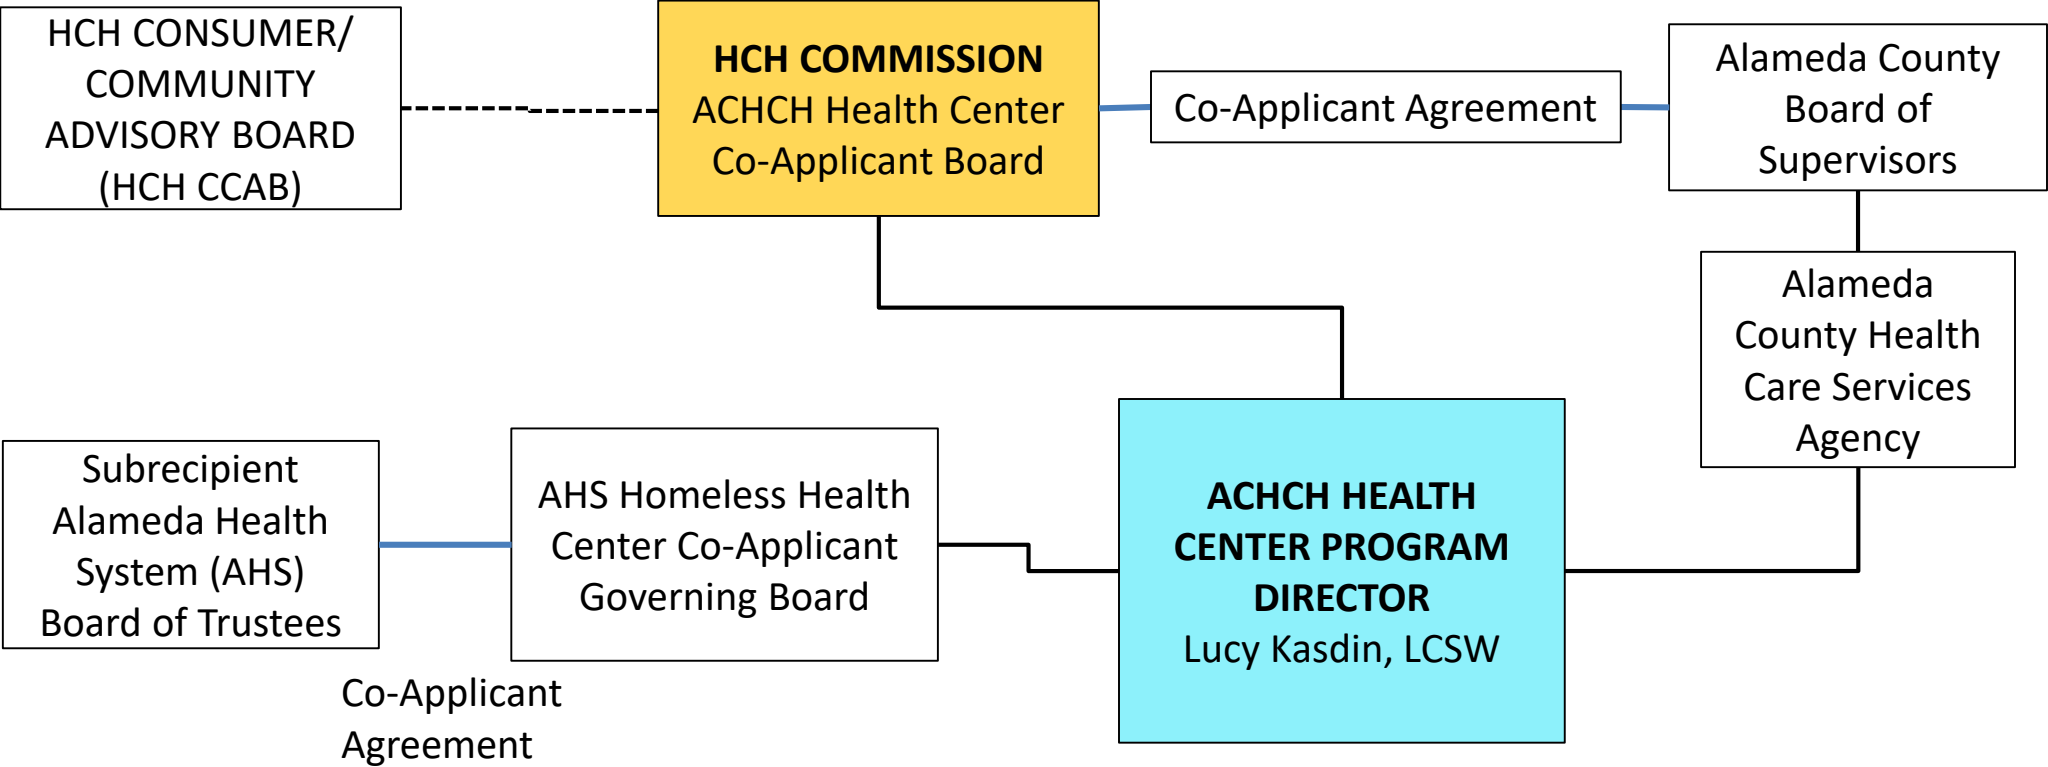 HCH CONSUMER/
COMMUNITY
ADVISORY BOARD
(HCH CCAB)
HCH COMMISSION
ACHCH Health Center
Co-Applicant Board
Co-Applicant Agreement
Alameda County
Board of
Supervisors
Alameda
County Health
Care Services
Agency
Subrecipient
Alameda Health
System (AHS)
Board of Trustees
Co-Applicant
Agreement
AHS Homeless Health
Center Co-Applicant
Governing Board
ACHCH HEALTH
CENTER PROGRAM
DIRECTOR
Lucy Kasdin, LCSW